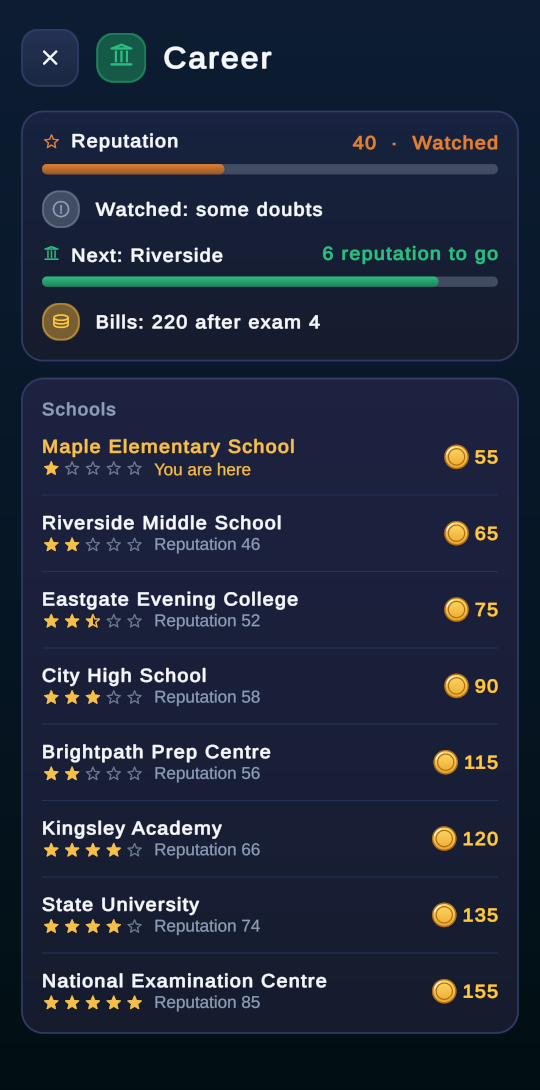 Career
Reputation
40 · Watched
Watched: some doubts
Next: Riverside
6 reputation to go
Bills: 220 after exam 4
Schools
Maple Elementary School
You are here
55
Riverside Middle School
Reputation 46
65
Eastgate Evening College
Reputation 52
75
City High School
Reputation 58
90
Brightpath Prep Centre
Reputation 56
115
Kingsley Academy
Reputation 66
120
State University
Reputation 74
135
National Examination Centre
Reputation 85
155